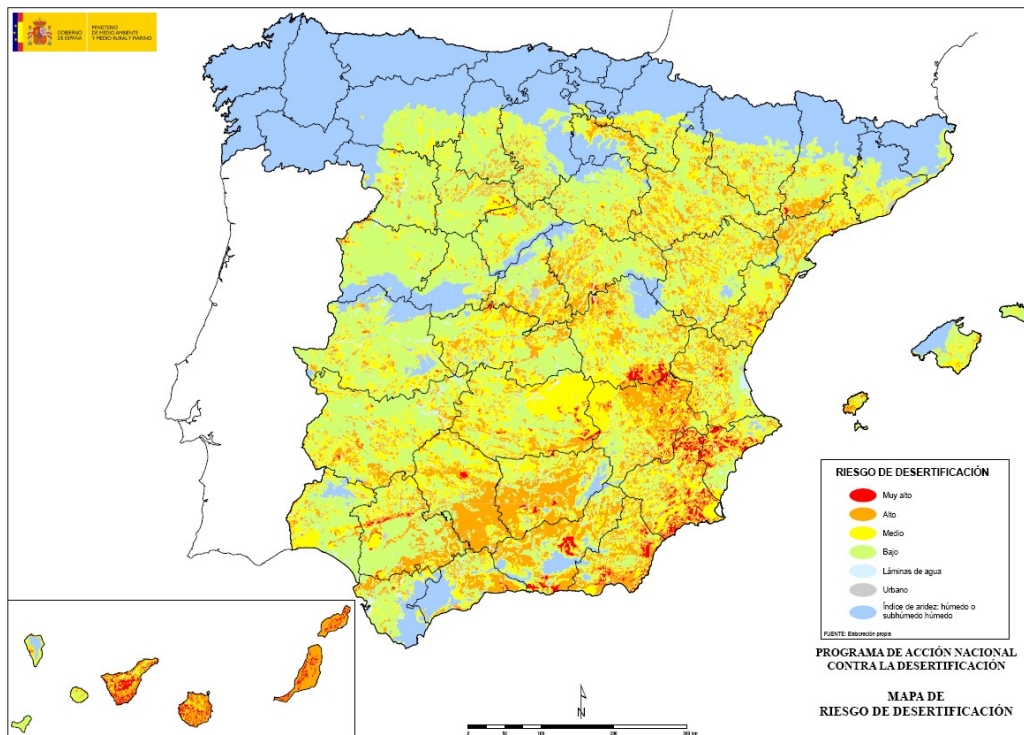 GOBIERNO
DE ESPAÑA
MINISTERIO
DE MEDIO AMBIENTE
Y MEDIO RURAL Y MARINO
RIESGO DE DESERTIFICACIÓN
Muy alto
Alto
Medio
Bajo
Láminas de agua
Urbano
Índice de aridez: húmedo o
subhúmedo húmedo
FUENTE: Elaboración propia
PROGRAMA DE ACCIÓN NACIONAL
CONTRA LA DESERTIFICACIÓN
MAPA DE
RIESGO DE DESERTIFICACIÓN
N
0 50 100 200 300 km